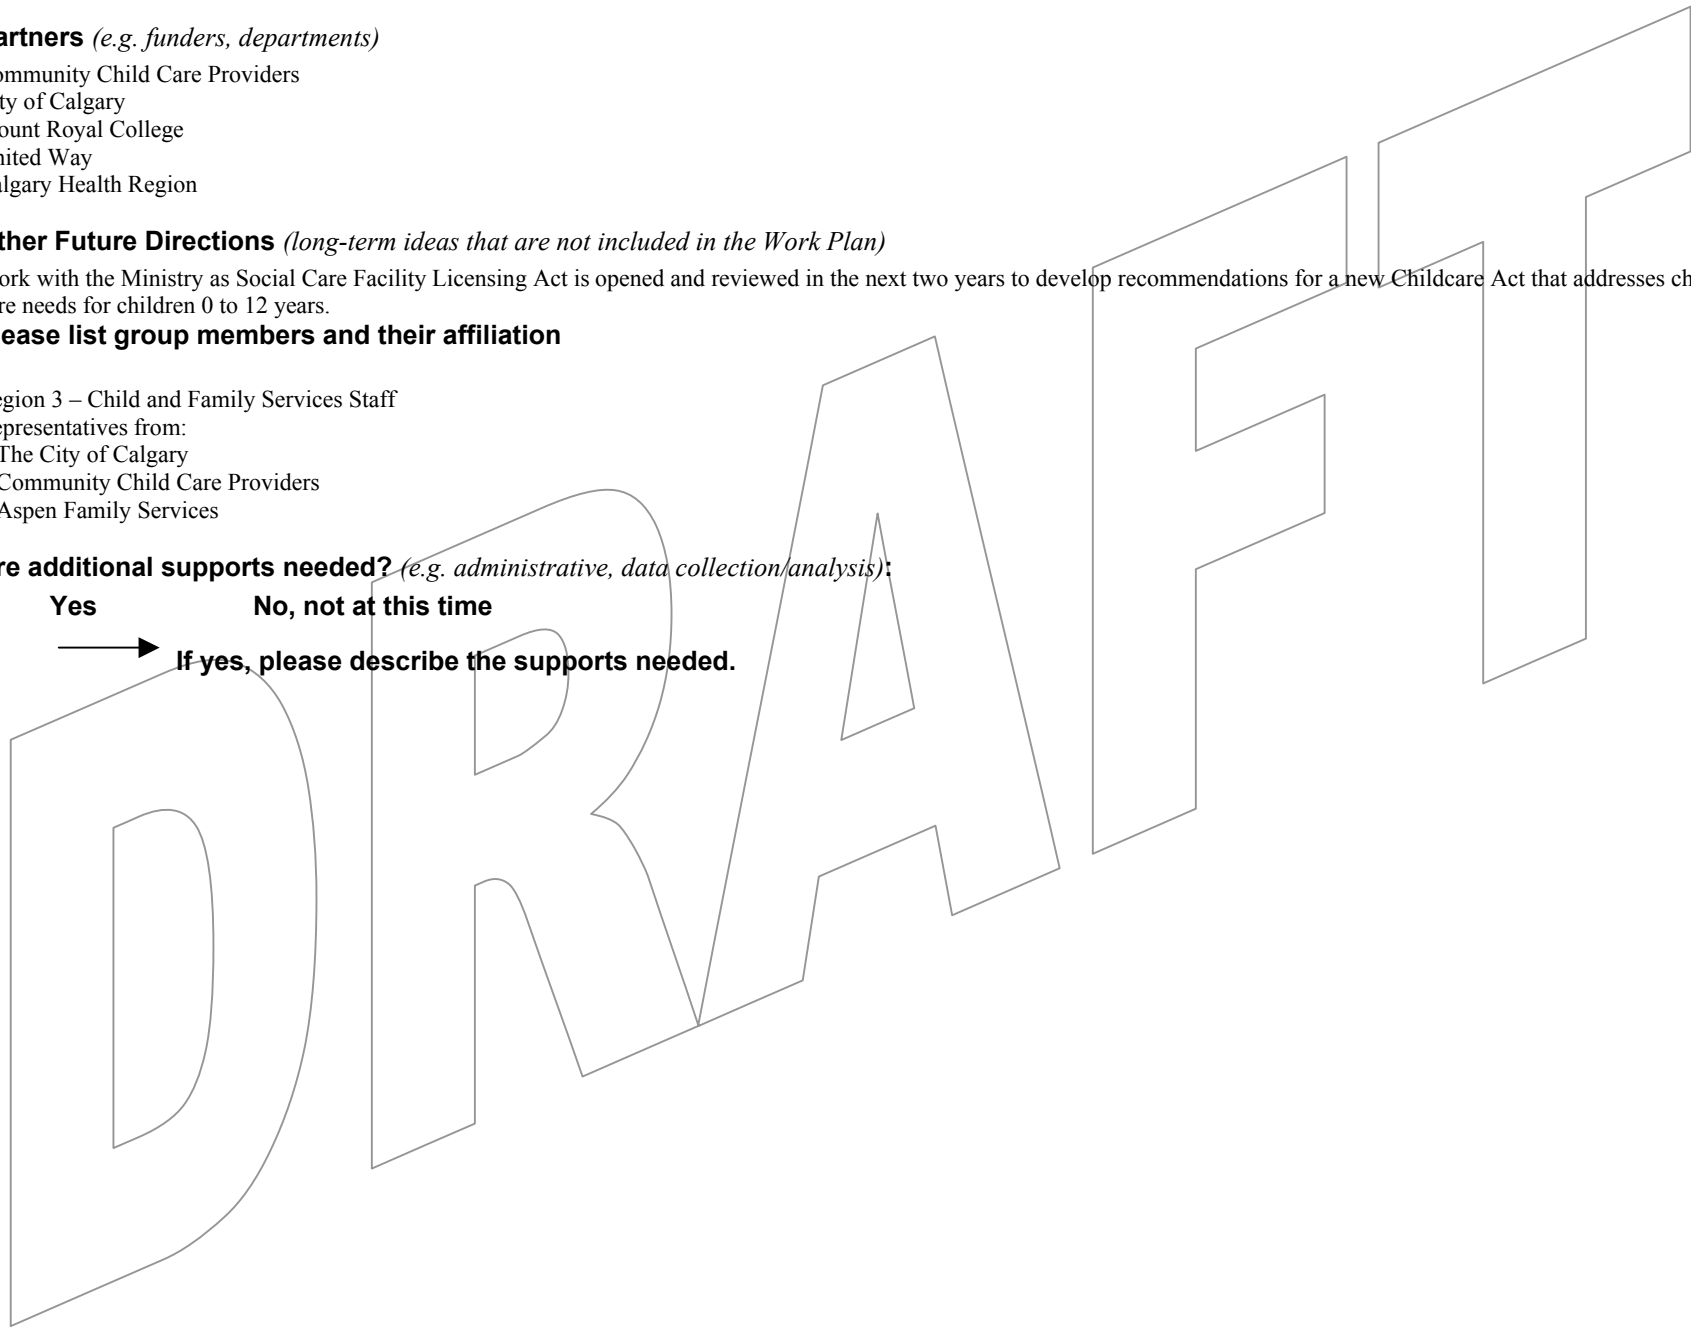 artners (e.g. funders, departments)
ommunity Child Care Providers
ty of Calgary
ount Royal College
nited Way
algary Health Region
ther Future Directions (long-term ideas that are not included in the Work Plan)
ork with the Ministry as Social Care Facility Licensing Act is opened and reviewed in the next two years to develop recommendations for a new Childcare Act that addresses ch
re needs for children 0 to 12 years.
ease list group members and their affiliation
egion 3 – Child and Family Services Staff
epresentatives from:
The City of Calgary
Community Child Care Providers
Aspen Family Services
re additional supports needed? (e.g. administrative, data collection/analysis):
Yes No, not at this time
If yes, please describe the supports needed.
DRAFT